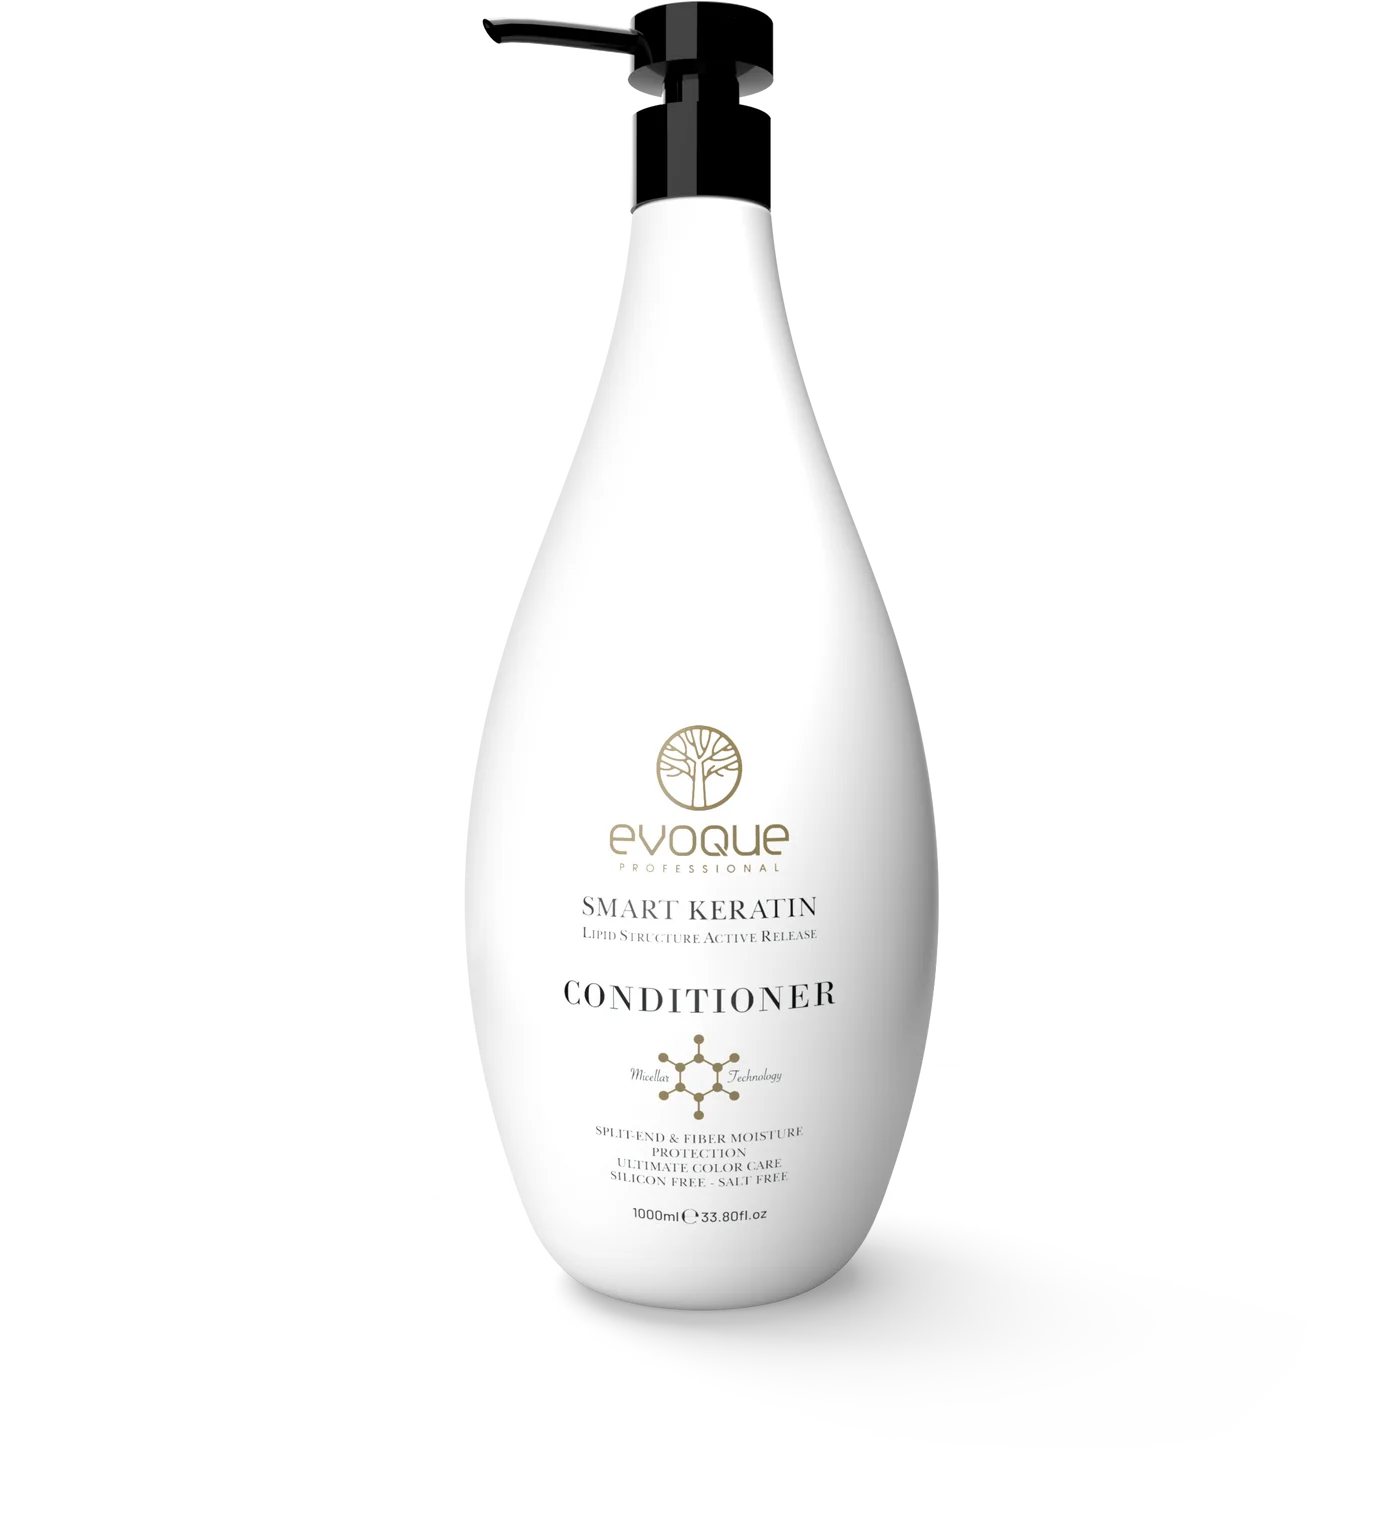 evoque
PROFESSIONAL
SMART KERATIN
LIPID STRUCTURE ACTIVE RELEASE
CONDITIONER
Micellar Technology
SPLIT-END & FIBER MOISTURE
PROTECTION
ULTIMATE COLOR CARE
SILICON FREE - SALT FREE
1000ml ℮ 33.80fl.oz